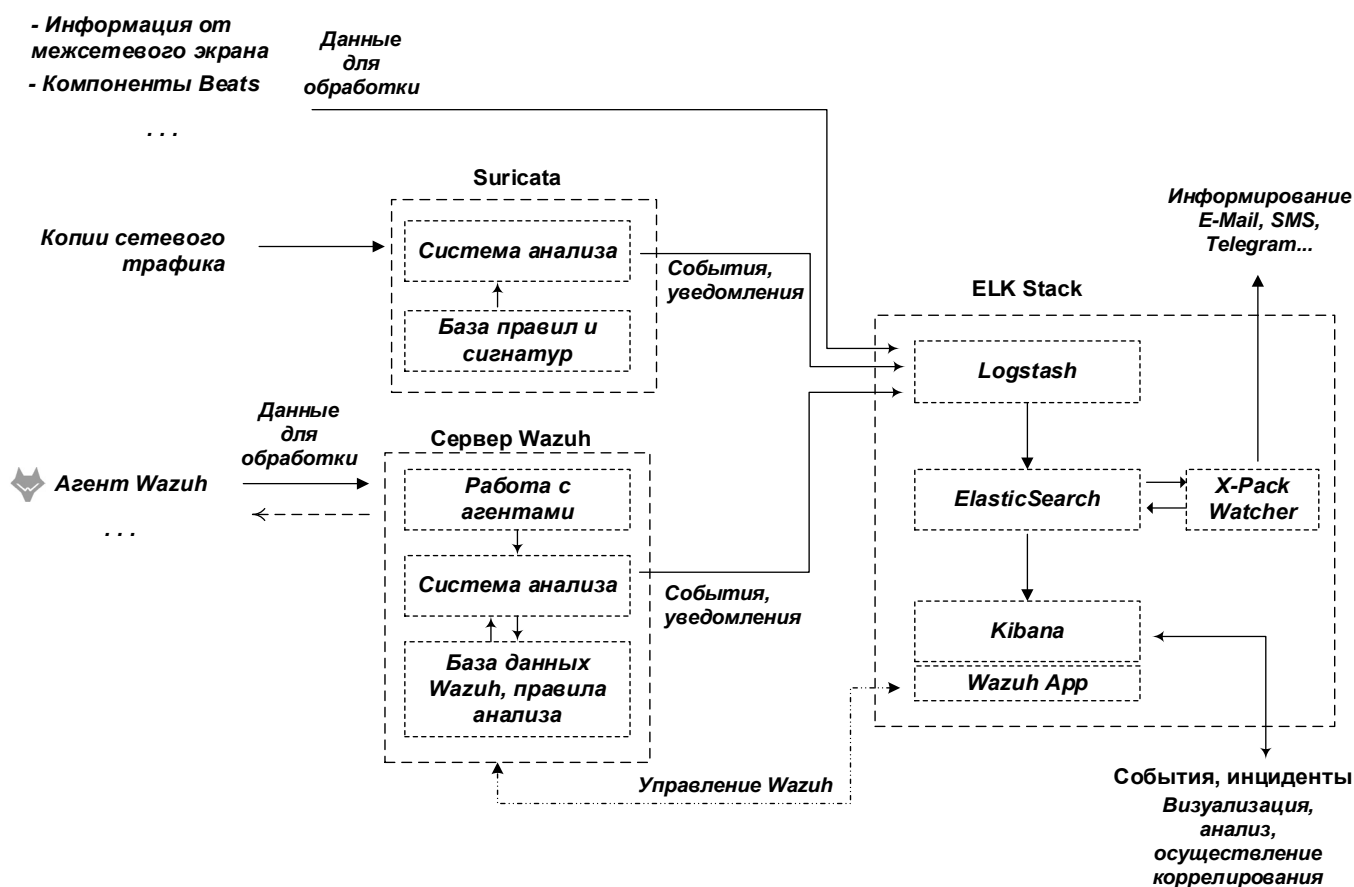 - Информация от
межсетевого экрана
- Компоненты Beats
. . .
Данные
для
обработки
Suricata
Копии сетевого
трафика
Система анализа
База правил и
сигнатур
События,
уведомления
Информирование
E-Mail, SMS,
Telegram...
ELK Stack
Logstash
ElasticSearch
X-Pack
Watcher
Kibana
Wazuh App
Данные
для
обработки
Агент Wazuh
. . .
Сервер Wazuh
Работа с
агентами
Система анализа
База данных
Wazuh, правила
анализа
События,
уведомления
Управление Wazuh
События, инциденты
Визуализация,
анализ,
осуществление
коррелирования